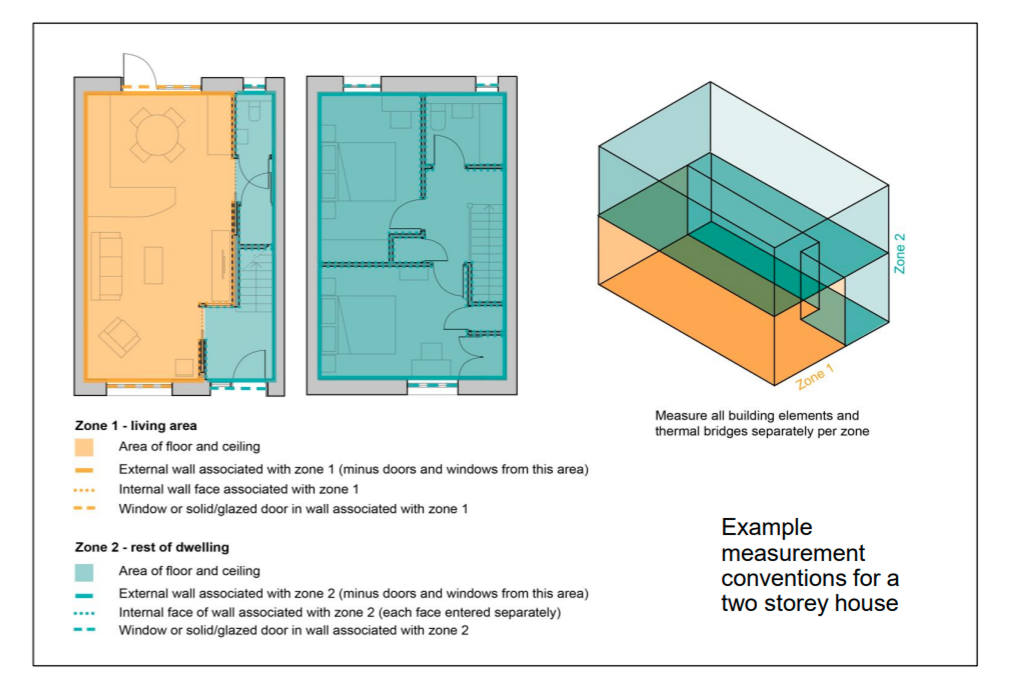 Zone 2
Zone 1
Measure all building elements and
thermal bridges separately per zone
Zone 1 - living area
Area of floor and ceiling
External wall associated with zone 1 (minus doors and windows from this area)
Internal wall face associated with zone 1
Window or solid/glazed door in wall associated with zone 1
Zone 2 - rest of dwelling
Area of floor and ceiling
External wall associated with zone 2 (minus doors and windows from this area)
Internal face of wall associated with zone 2 (each face entered separately)
Window or solid/glazed door in wall associated with zone 2
Example
measurement
conventions for a
two storey house